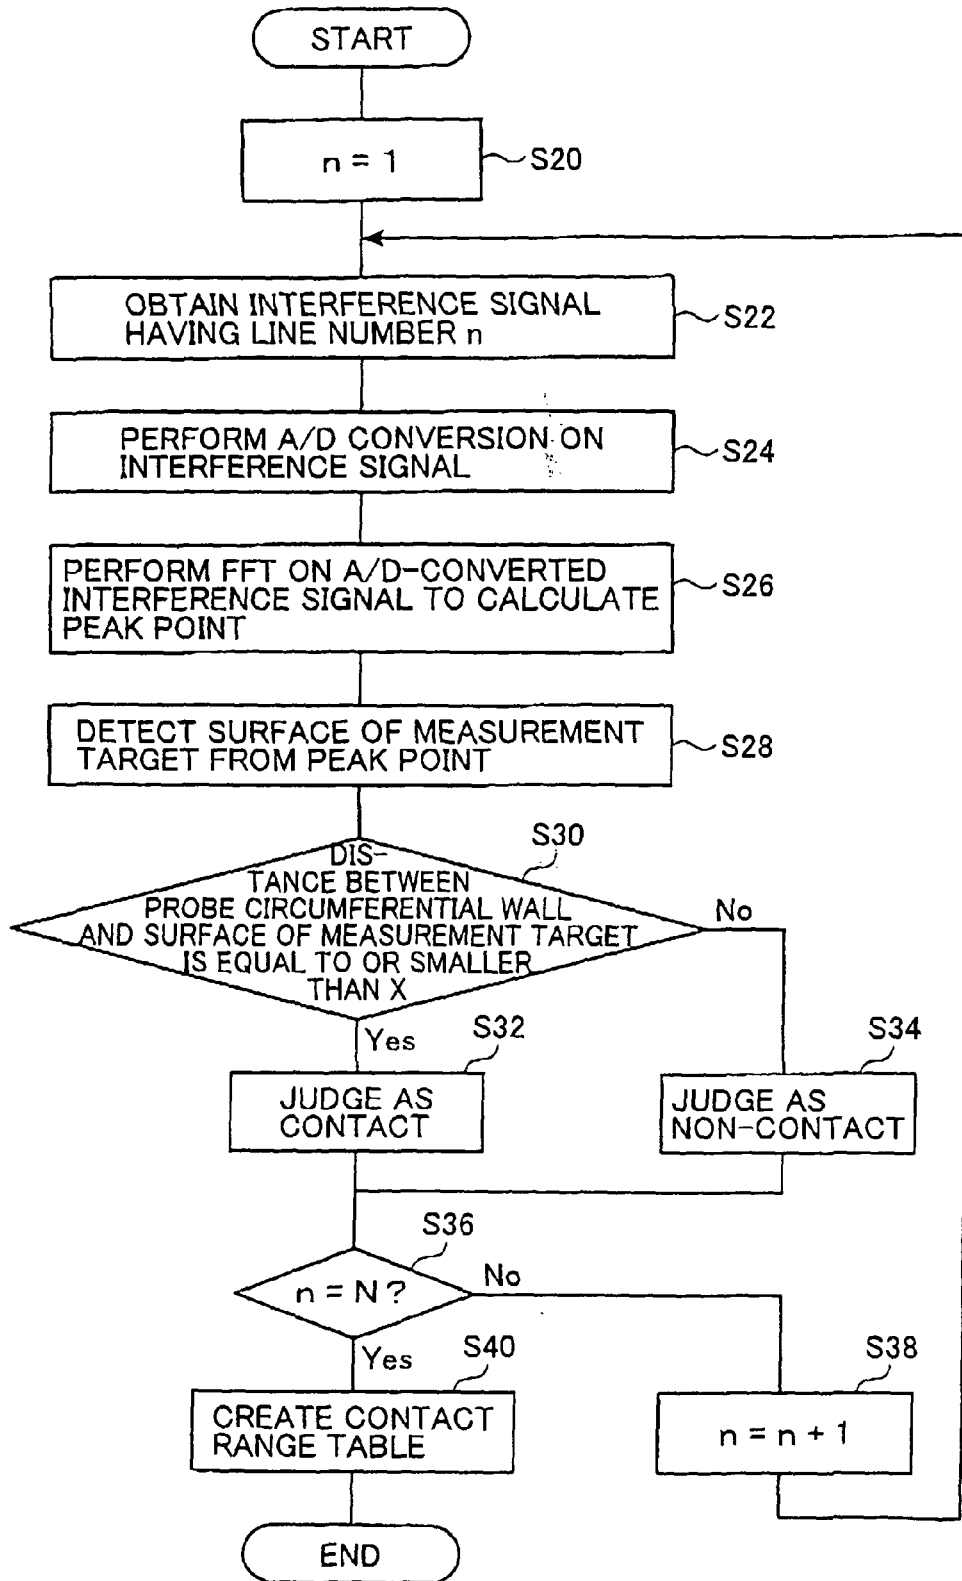 START
n = 1
S20
OBTAIN INTERFERENCE SIGNAL
HAVING LINE NUMBER n
S22
PERFORM A/D CONVERSION ON
INTERFERENCE SIGNAL
S24
PERFORM FFT ON A/D-CONVERTED
INTERFERENCE SIGNAL TO CALCULATE
PEAK POINT
S26
DETECT SURFACE OF MEASUREMENT
TARGET FROM PEAK POINT
S28
S30
DIS-
TANCE BETWEEN
PROBE CIRCUMFERENTIAL WALL
AND SURFACE OF MEASUREMENT TARGET
IS EQUAL TO OR SMALLER
THAN X
No
Yes
S32
JUDGE AS
CONTACT
S34
JUDGE AS
NON-CONTACT
S36
n = N ?
No
Yes
S40
CREATE CONTACT
RANGE TABLE
S38
n = n + 1
END